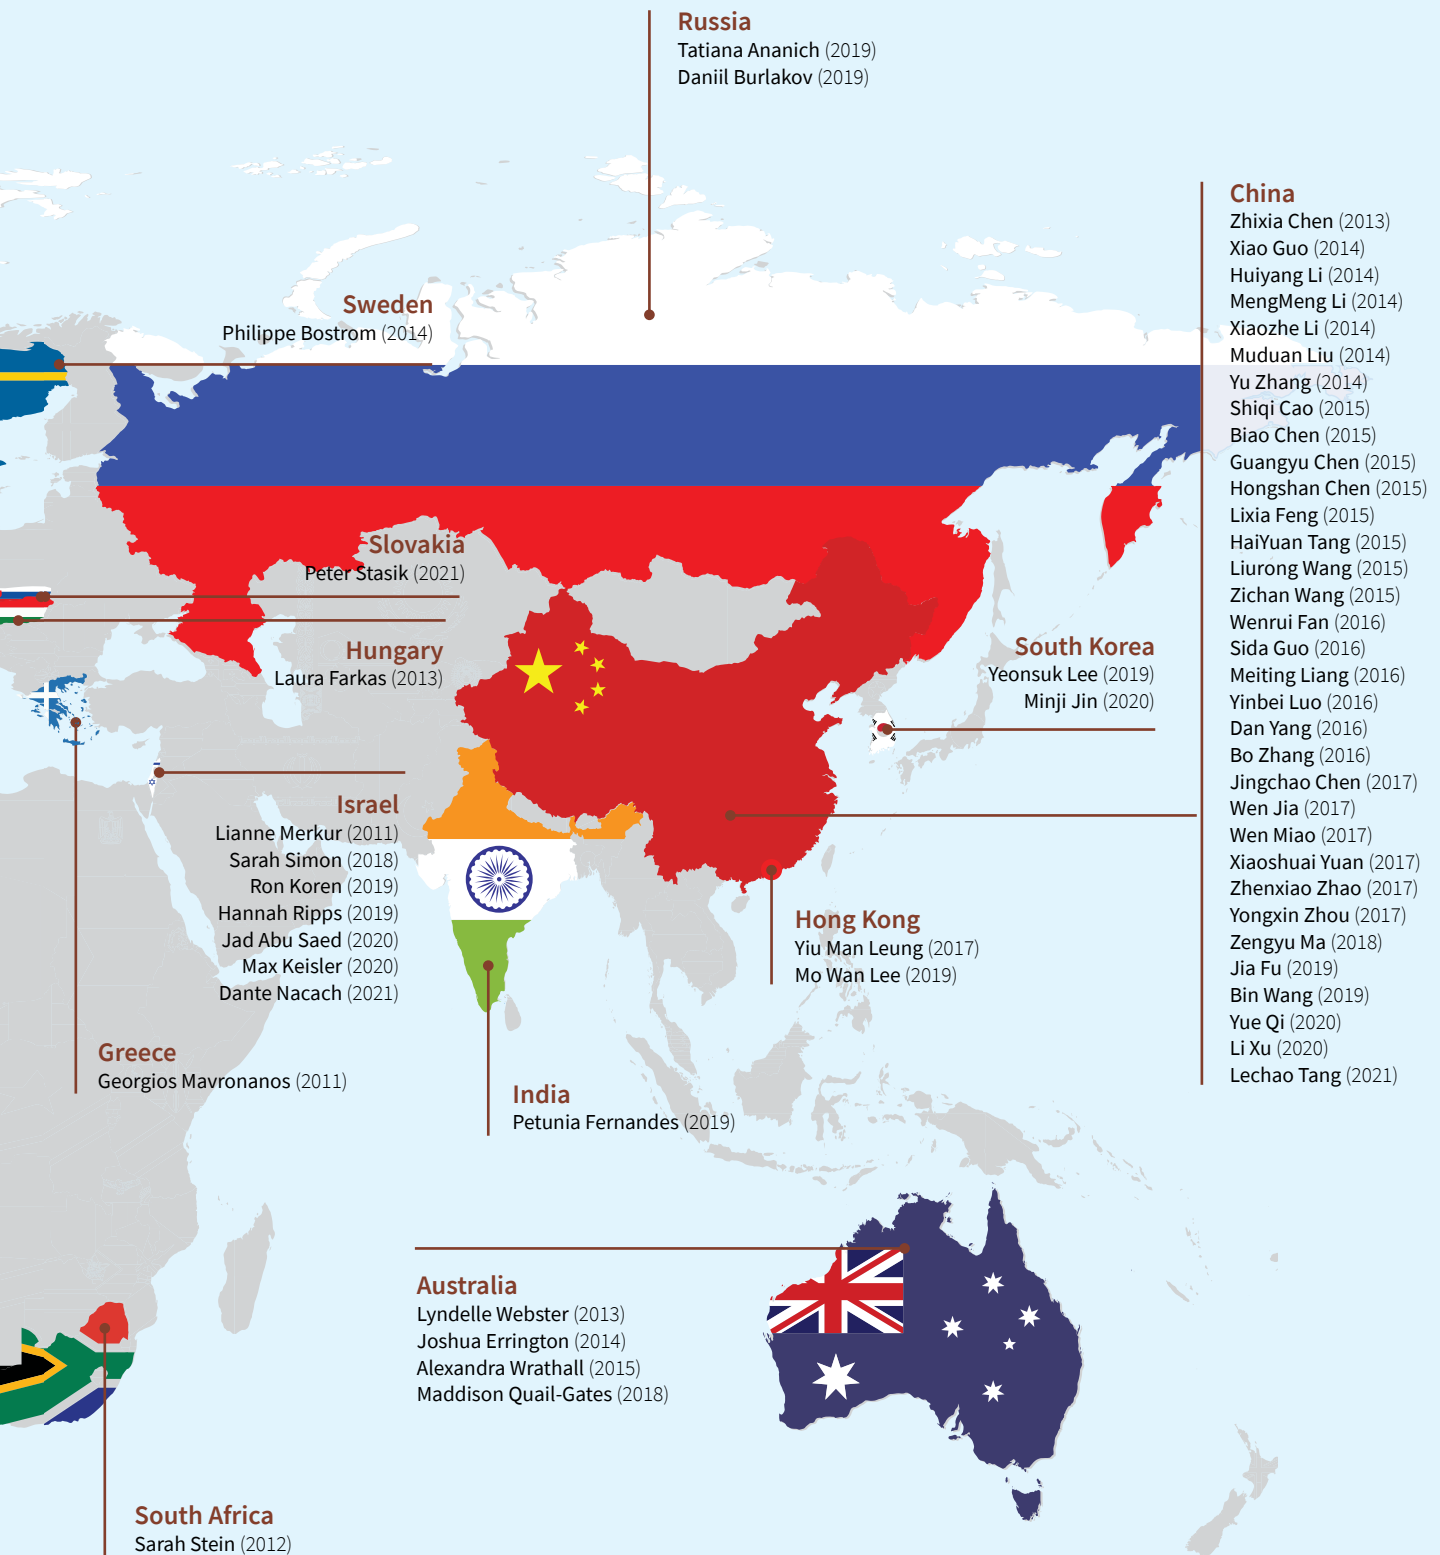 Russia
Tatiana Ananich (2019)
Daniil Burlakov (2019)
Sweden
Philippe Bostrom (2014)
Slovakia
Peter Stasik (2021)
Hungary
Laura Farkas (2013)
South Korea
Yeonsuk Lee (2019)
Minji Jin (2020)
Israel
Lianne Merkur (2011)
Sarah Simon (2018)
Ron Koren (2019)
Hannah Ripps (2019)
Jad Abu Saed (2020)
Max Keisler (2020)
Dante Nacach (2021)
Hong Kong
Yiu Man Leung (2017)
Mo Wan Lee (2019)
Greece
Georgios Mavronanos (2011)
India
Petunia Fernandes (2019)
China
Zhixia Chen (2013)
Xiao Guo (2014)
Huiyang Li (2014)
MengMeng Li (2014)
Xiaozhe Li (2014)
Muduan Liu (2014)
Yu Zhang (2014)
Shiqi Cao (2015)
Biao Chen (2015)
Guangyu Chen (2015)
Hongshan Chen (2015)
Lixia Feng (2015)
HaiYuan Tang (2015)
Liurong Wang (2015)
Zichan Wang (2015)
Wenrui Fan (2016)
Sida Guo (2016)
Meiting Liang (2016)
Yinbei Luo (2016)
Dan Yang (2016)
Bo Zhang (2016)
Jingchao Chen (2017)
Wen Jia (2017)
Wen Miao (2017)
Xiaoshuai Yuan (2017)
Zhenxiao Zhao (2017)
Yongxin Zhou (2017)
Zengyu Ma (2018)
Jia Fu (2019)
Bin Wang (2019)
Yue Qi (2020)
Li Xu (2020)
Lechao Tang (2021)
Australia
Lyndelle Webster (2013)
Joshua Errington (2014)
Alexandra Wrathall (2015)
Maddison Quail-Gates (2018)
South Africa
Sarah Stein (2012)